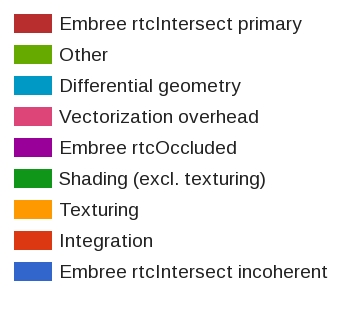 Embree rtcIntersect primary
Other
Differential geometry
Vectorization overhead
Embree rtcOccluded
Shading (excl. texturing)
Texturing
Integration
Embree rtcIntersect incoherent